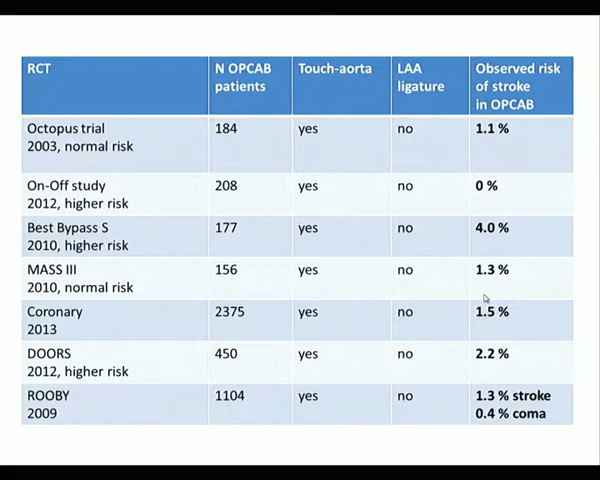 RCT N OPCAB patients Touch-aorta LAA ligature Observed risk of stroke in OPCAB
Octopus trial 2003, normal risk 184 yes no 1.1 %
On-Off study 2012, higher risk 208 yes no 0 %
Best Bypass S 2010, higher risk 177 yes no 4.0 %
MASS III 2010, normal risk 156 yes no 1.3 %
Coronary 2013 2375 yes no 1.5 %
DOORS 2012, higher risk 450 yes no 2.2 %
ROOBY 2009 1104 yes no 1.3 % stroke 0.4 % coma